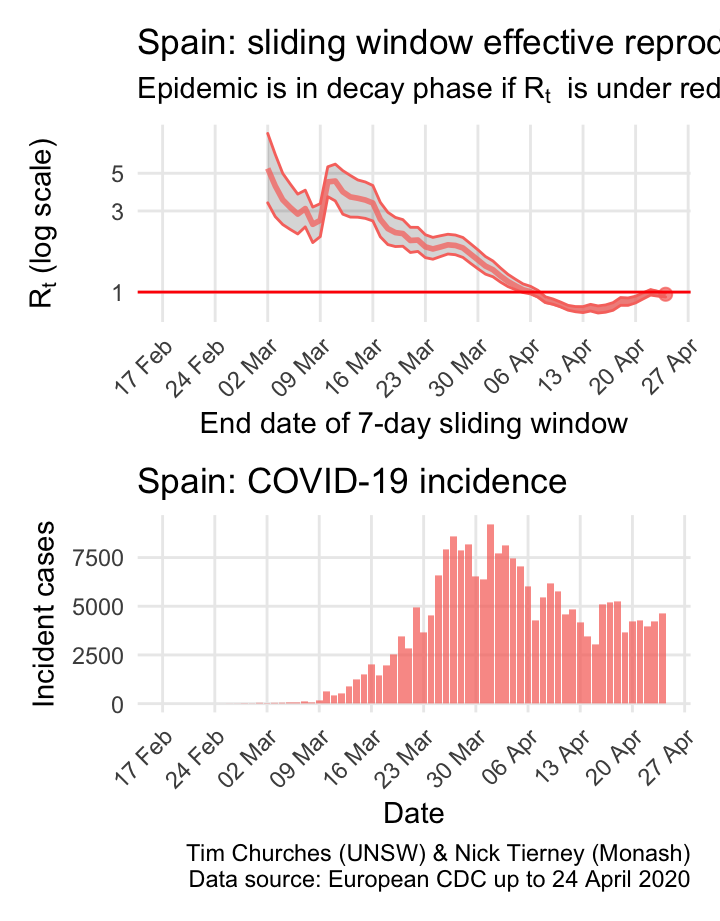 Spain: sliding window effective reprod
Epidemic is in decay phase if Rt is under red
Rt (log scale)
5
3
1
17 Feb
24 Feb
02 Mar
09 Mar
16 Mar
23 Mar
30 Mar
06 Apr
13 Apr
20 Apr
27 Apr
End date of 7-day sliding window
Spain: COVID-19 incidence
Incident cases
7500
5000
2500
0
17 Feb
24 Feb
02 Mar
09 Mar
16 Mar
23 Mar
30 Mar
06 Apr
13 Apr
20 Apr
27 Apr
Date
Tim Churches (UNSW) & Nick Tierney (Monash)
Data source: European CDC up to 24 April 2020